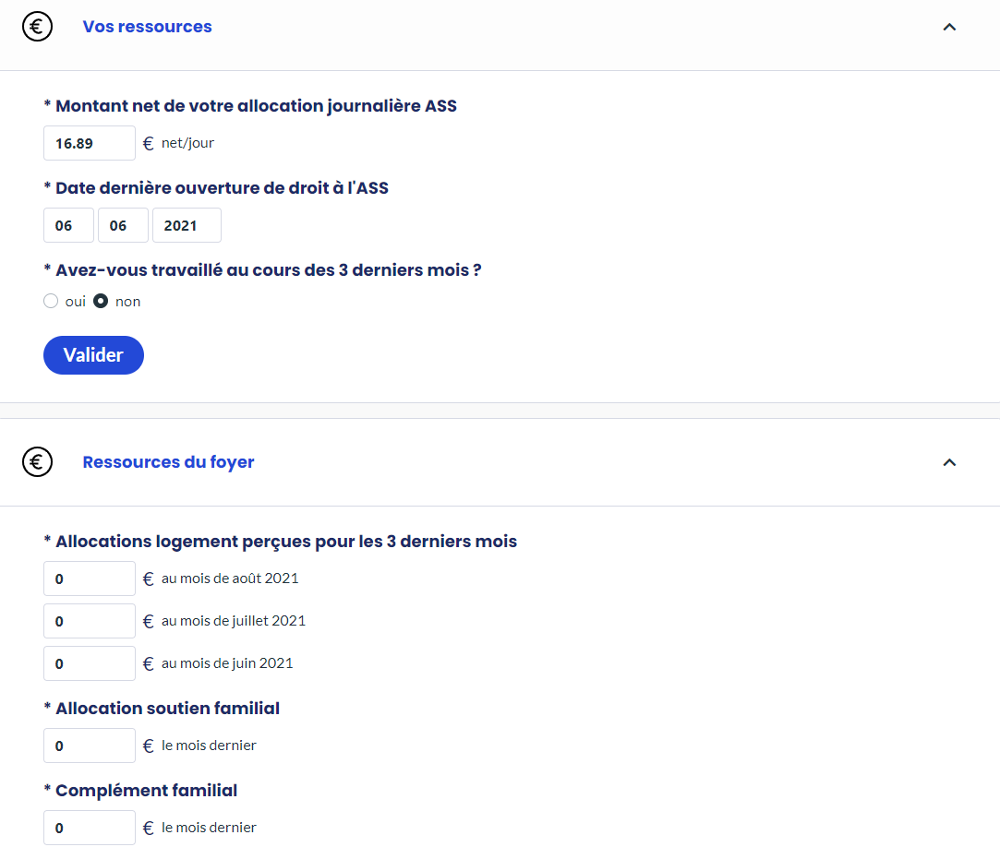 € Vos ressources
* Montant net de votre allocation journalière ASS
16.89 € net/jour
* Date dernière ouverture de droit à l'ASS
06 06 2021
* Avez-vous travaillé au cours des 3 derniers mois ?
oui non
Valider
€ Ressources du foyer
* Allocations logement perçues pour les 3 derniers mois
0 € au mois de août 2021
0 € au mois de juillet 2021
0 € au mois de juin 2021
* Allocation soutien familial
0 € le mois dernier
* Complément familial
0 € le mois dernier